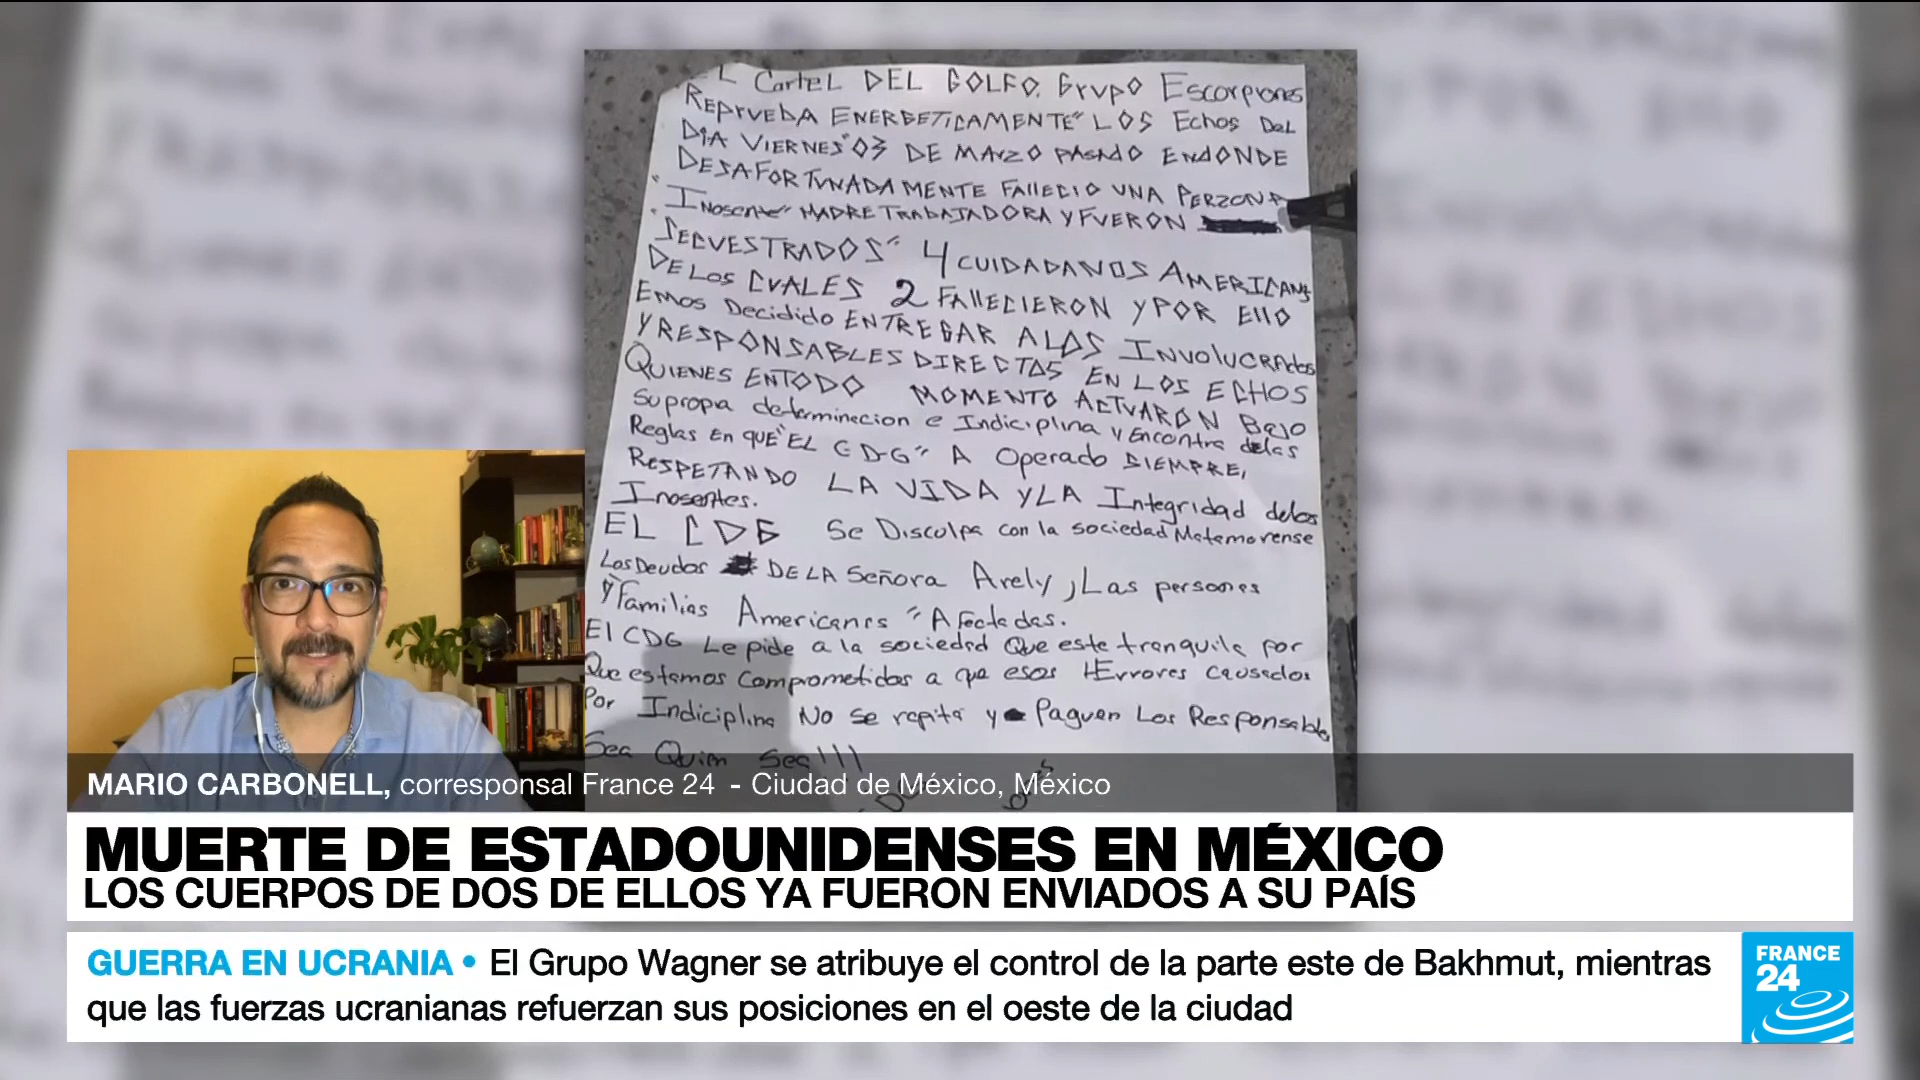 EL Cartel DEL GOLFO. Grupo Escorpiones
REPrUEbA ENERGETICAMENTE" LOS Echos DEL
DIA VIERNES "03 DE MArZO PASADO ENdONDE
DESAFORTUNADAMENTE FAllECIO UNA PERZONA
"INosente" MADRE TRAbAJADORA Y FUERON
SECUESTRADOS" 4 CUIDADANOS AMERICANS
DE Los CUALES 2 FAllECIERON Y POR Ello
Emos Decidido ENTREGAR A LOS INVOLUCRAdos
Y RESPONSABLES DIRECTOS EN LOS ECHOS
QUIENES ENTODO MOMENTO ACTUARON BAJO
Su propia determinacion e Indiciplina y Encontra delas
Reglas En QUE "EL CDG" A Operado SIEMPRE,
RESPETANDO LA VIDA Y LA Integridad delos
Inosentes.
EL CDG Se Disculpa con la sociedad Matamorense
Los Deudos DE LA Señora Arely, Las personas
Y Familias Americanas "Afectadas.
El CDG Le pide a la sociedad Que este tranquila por
Que estamos Comprometidos a que esos Errores Causados
Por Indiciplina No se repita y Paguen Los Responsables
Sea Quien Sea!!!
MARIO CARBONELL, corresponsal France 24 - Ciudad de México, México
MUERTE DE ESTADOUNIDENSES EN MÉXICO
LOS CUERPOS DE DOS DE ELLOS YA FUERON ENVIADOS A SU PAÍS
GUERRA EN UCRANIA • El Grupo Wagner se atribuye el control de la parte este de Bakhmut, mientras
que las fuerzas ucranianas refuerzan sus posiciones en el oeste de la ciudad
FRANCE
24